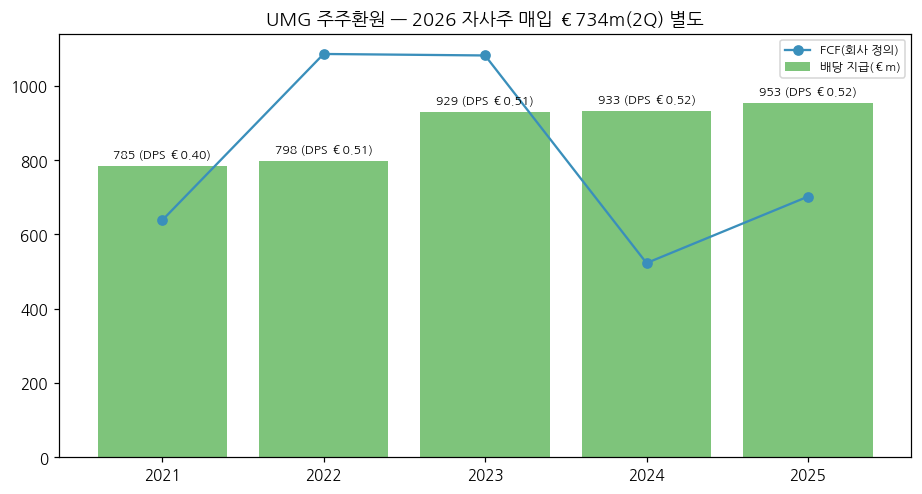 UMG 주주환원 — 2026 자사주 매입 €734m(2Q) 별도
FCF(회사 정의)
배당 지급(€m)
1000
800
600
400
200
0
785 (DPS €0.40)
798 (DPS €0.51)
929 (DPS €0.51)
933 (DPS €0.52)
953 (DPS €0.52)
2021
2022
2023
2024
2025